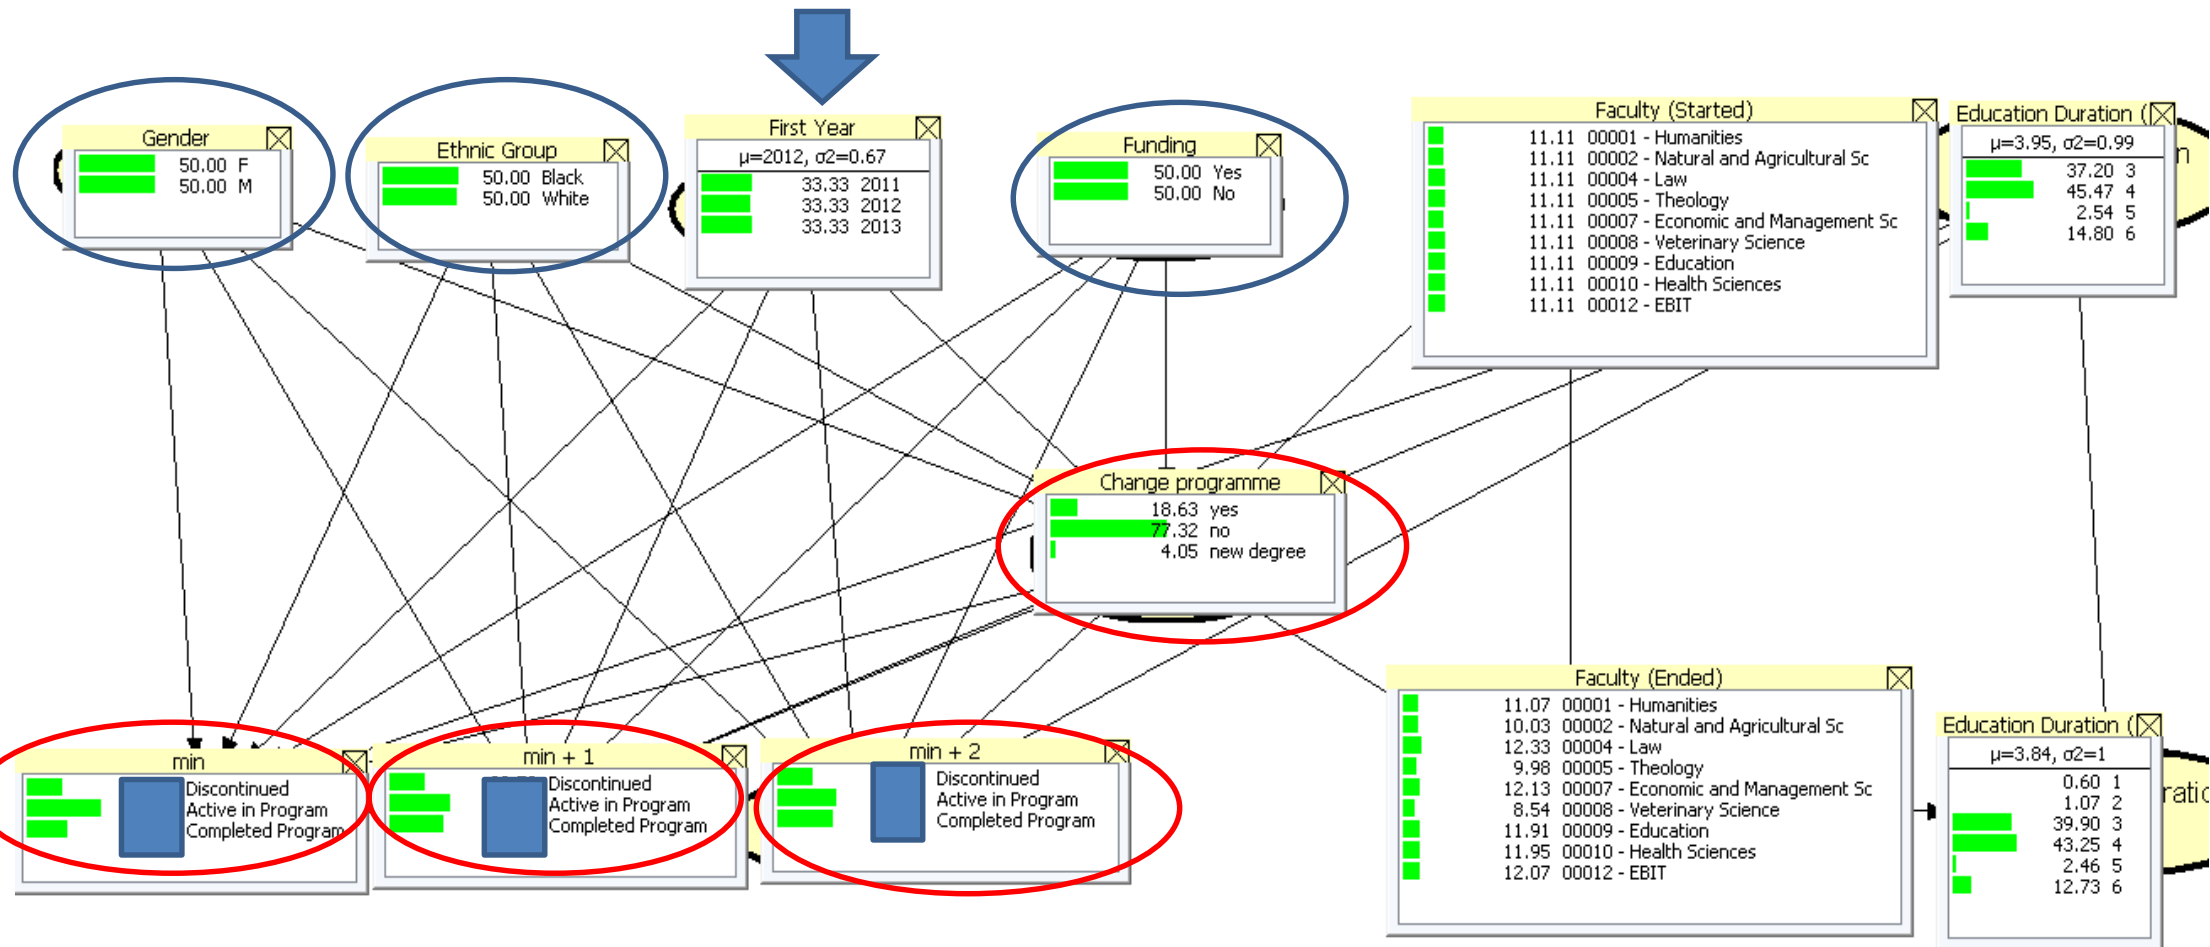 Gender
50.00 F
50.00 M
Ethnic Group
50.00 Black
50.00 White
First Year
μ=2012, σ2=0.67
33.33 2011
33.33 2012
33.33 2013
Funding
50.00 Yes
50.00 No
Faculty (Started)
11.11 00001 - Humanities
11.11 00002 - Natural and Agricultural Sc
11.11 00004 - Law
11.11 00005 - Theology
11.11 00007 - Economic and Management Sc
11.11 00008 - Veterinary Science
11.11 00009 - Education
11.11 00010 - Health Sciences
11.11 00012 - EBIT
Education Duration (
μ=3.95, σ2=0.99
37.20 3
45.47 4
2.54 5
14.80 6
n
Change programme
18.63 yes
77.32 no
4.05 new degree
min
Discontinued
Active in Program
Completed Program
min + 1
Discontinued
Active in Program
Completed Program
min + 2
Discontinued
Active in Program
Completed Program
Faculty (Ended)
11.07 00001 - Humanities
10.03 00002 - Natural and Agricultural Sc
12.33 00004 - Law
9.98 00005 - Theology
12.13 00007 - Economic and Management Sc
8.54 00008 - Veterinary Science
11.91 00009 - Education
11.95 00010 - Health Sciences
12.07 00012 - EBIT
Education Duration (
μ=3.84, σ2=1
0.60 1
1.07 2
39.90 3
43.25 4
2.46 5
12.73 6
ratio